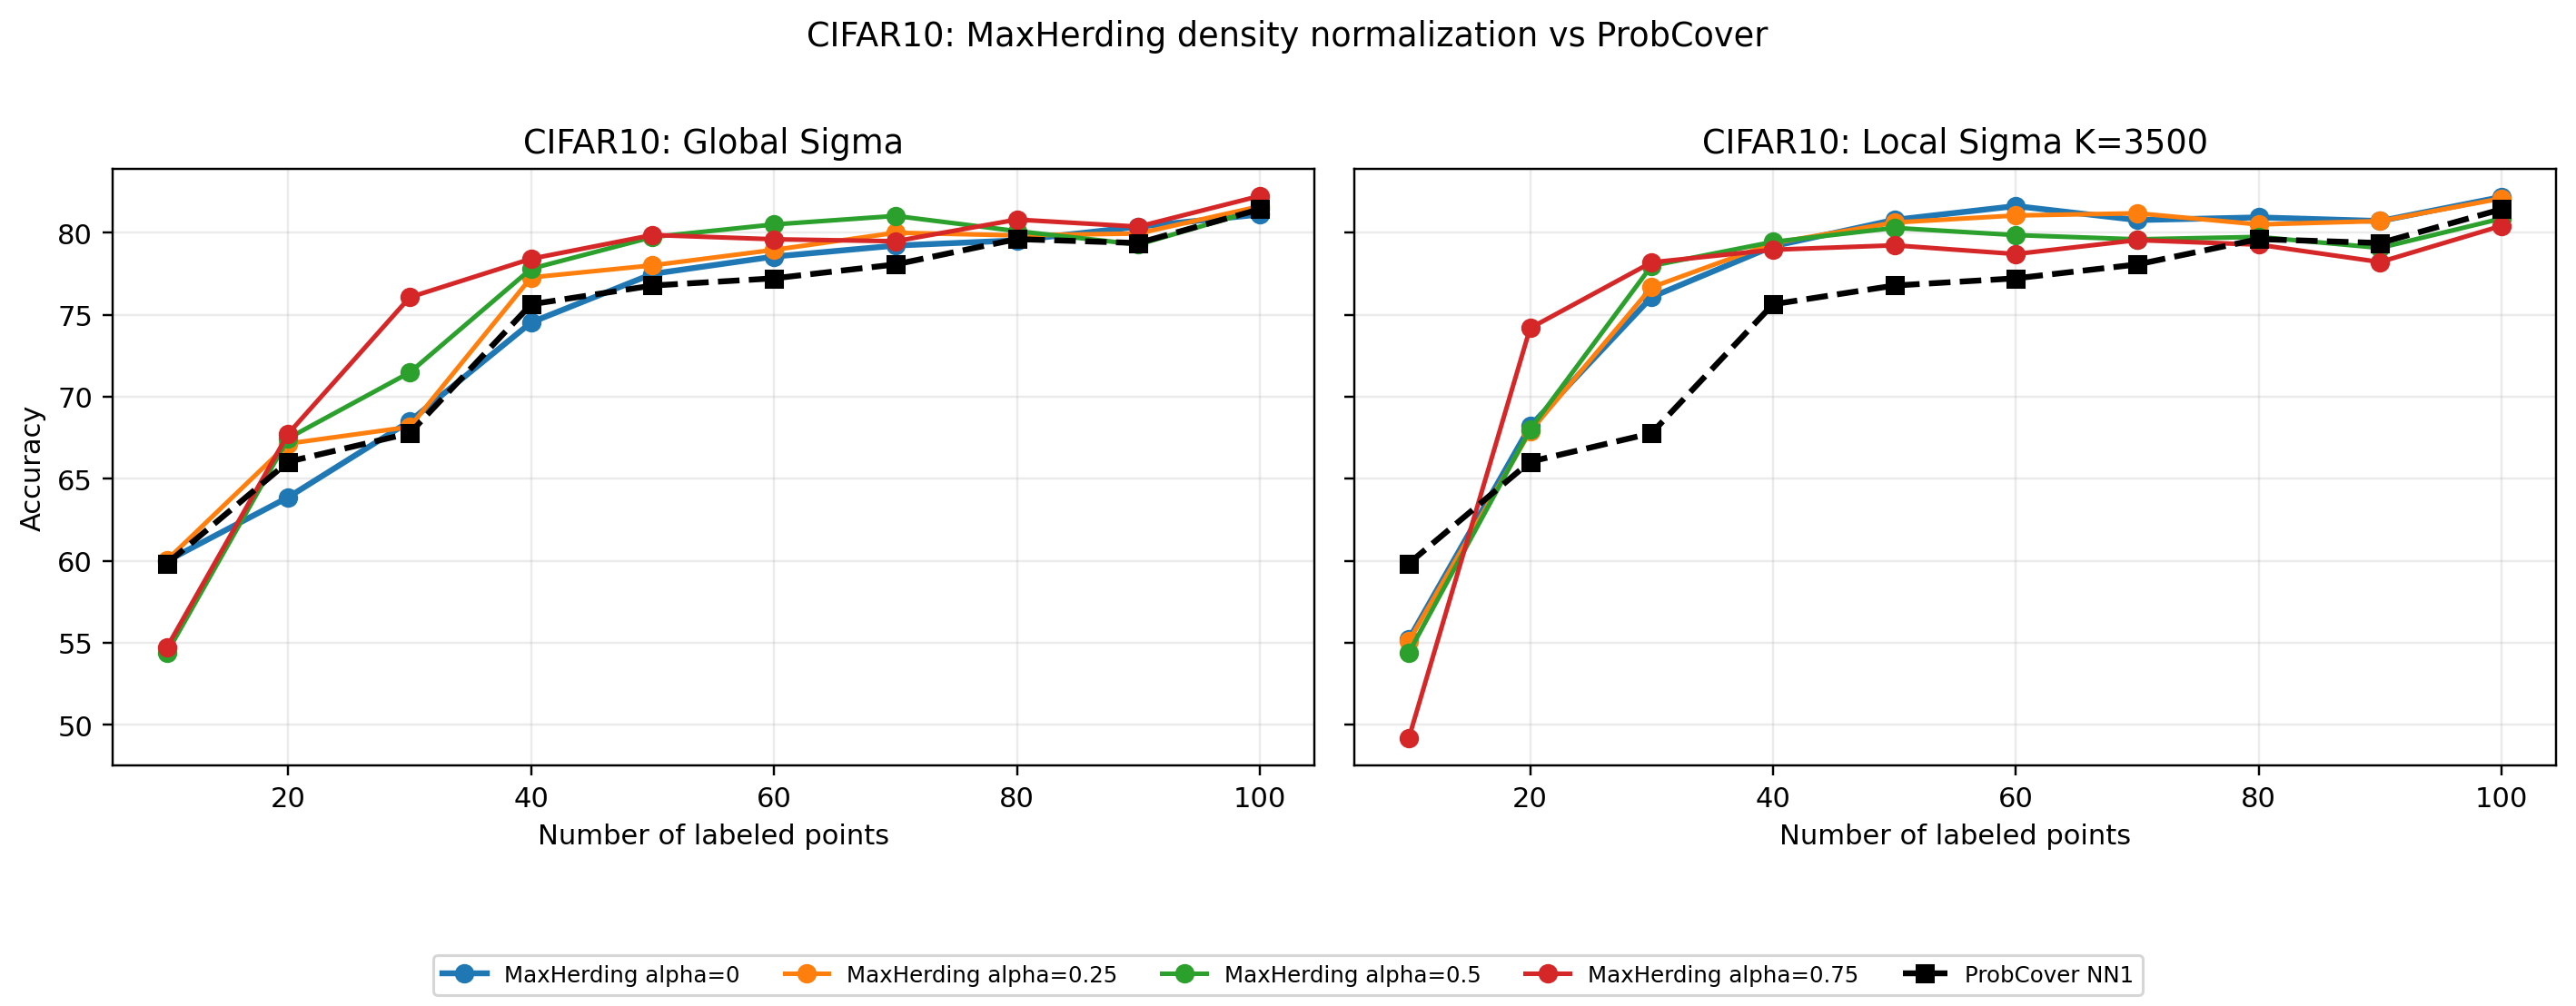 CIFAR10: MaxHerding density normalization vs ProbCover
CIFAR10: Global Sigma
80
75
70
65
60
55
50
Accuracy
20 40 60 80 100
Number of labeled points
CIFAR10: Local Sigma K=3500
20 40 60 80 100
Number of labeled points
MaxHerding alpha=0 MaxHerding alpha=0.25 MaxHerding alpha=0.5 MaxHerding alpha=0.75 ProbCover NN1